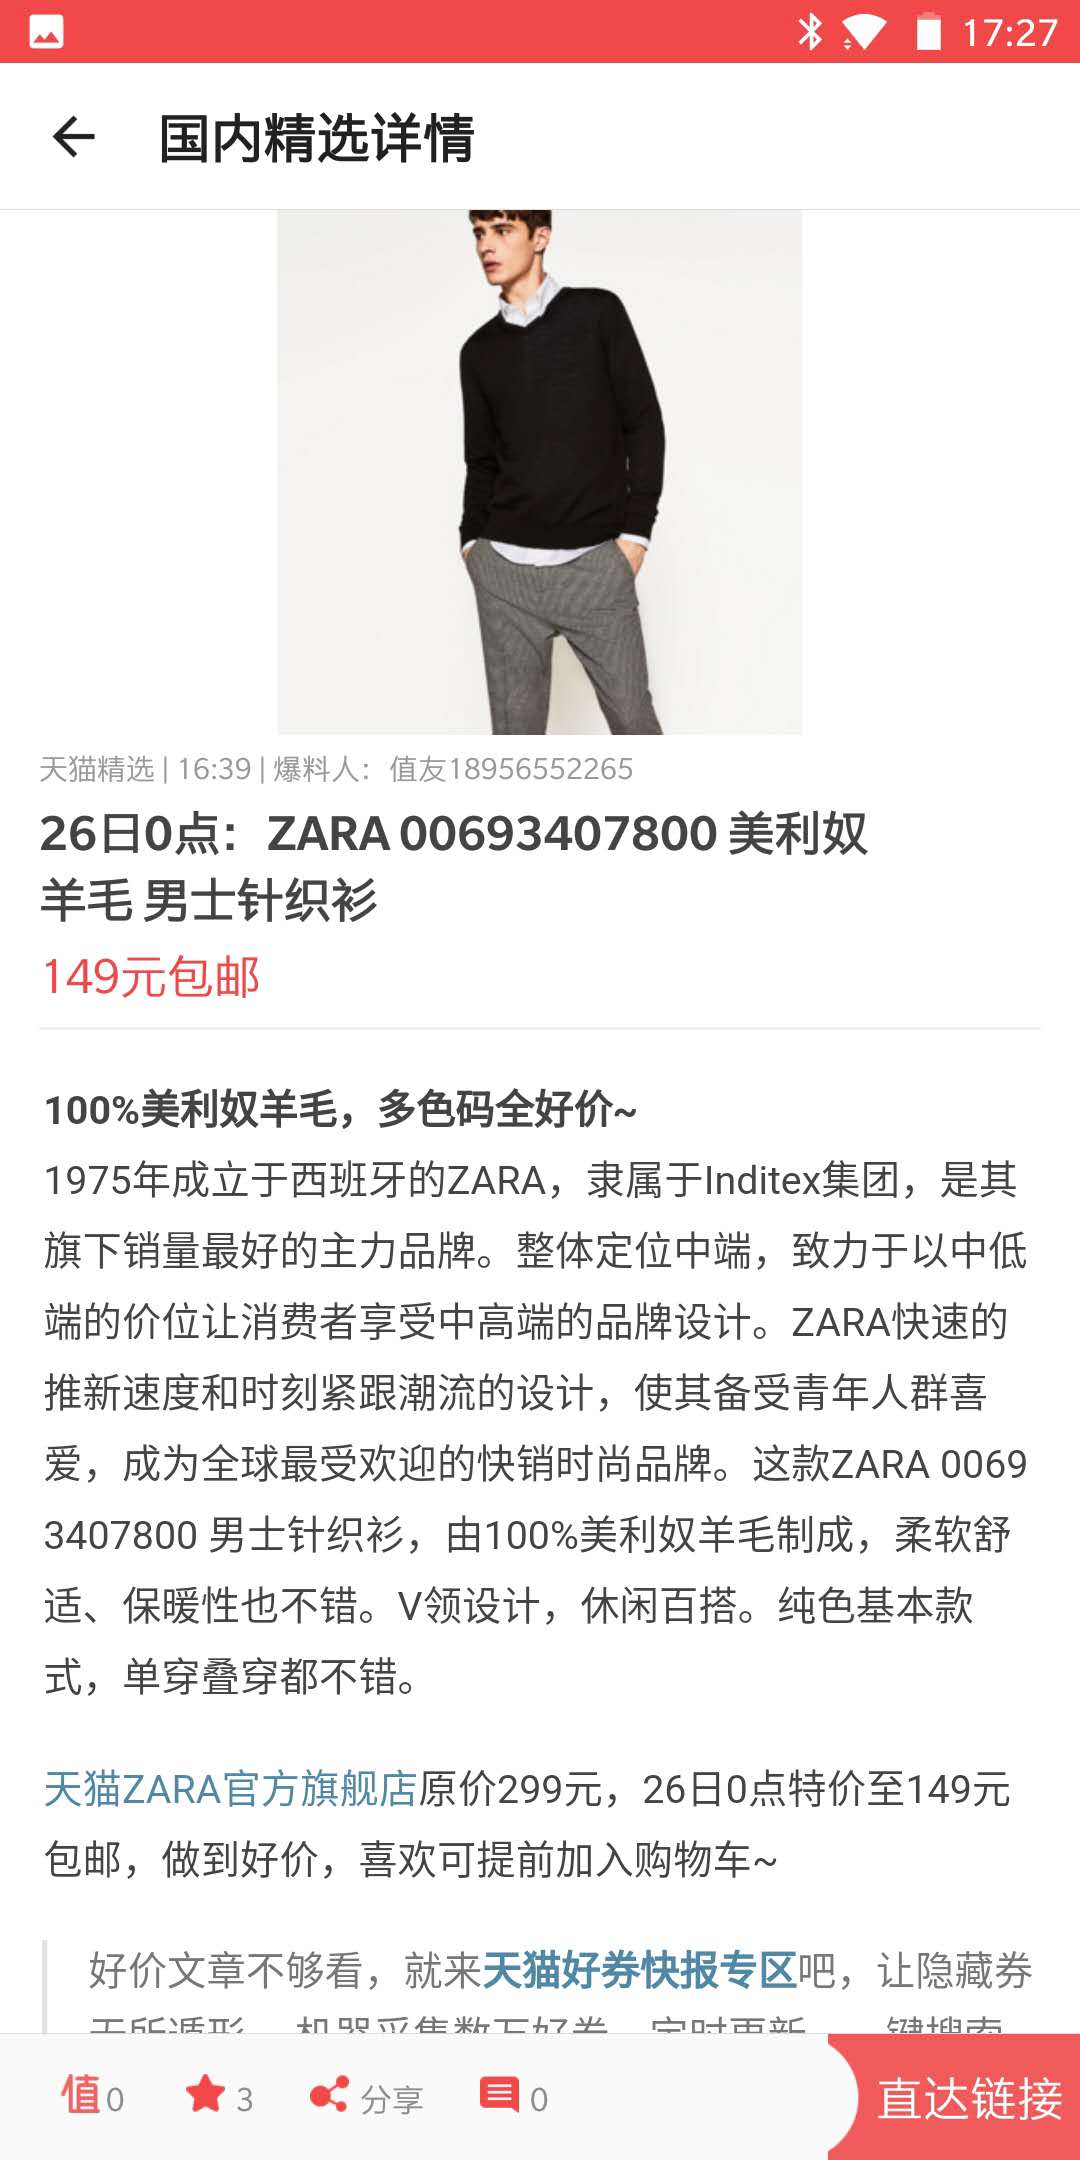 17:27
国内精选详情
天猫精选 | 16:39 | 爆料人：值友18956552265
26日0点：ZARA 00693407800 美利奴
羊毛 男士针织衫
149元包邮
100%美利奴羊毛，多色码全好价~
1975年成立于西班牙的ZARA，隶属于Inditex集团，是其
旗下销量最好的主力品牌。整体定位中端，致力于以中低
端的价位让消费者享受中高端的品牌设计。ZARA快速的
推新速度和时刻紧跟潮流的设计，使其备受青年人群喜
爱，成为全球最受欢迎的快销时尚品牌。这款ZARA 0069
3407800 男士针织衫，由100%美利奴羊毛制成，柔软舒
适、保暖性也不错。V领设计，休闲百搭。纯色基本款
式，单穿叠穿都不错。
天猫ZARA官方旗舰店原价299元，26日0点特价至149元
包邮，做到好价，喜欢可提前加入购物车~
好价文章不够看，就来天猫好券快报专区吧，让隐藏券
值 0 3 分享 0 直达链接